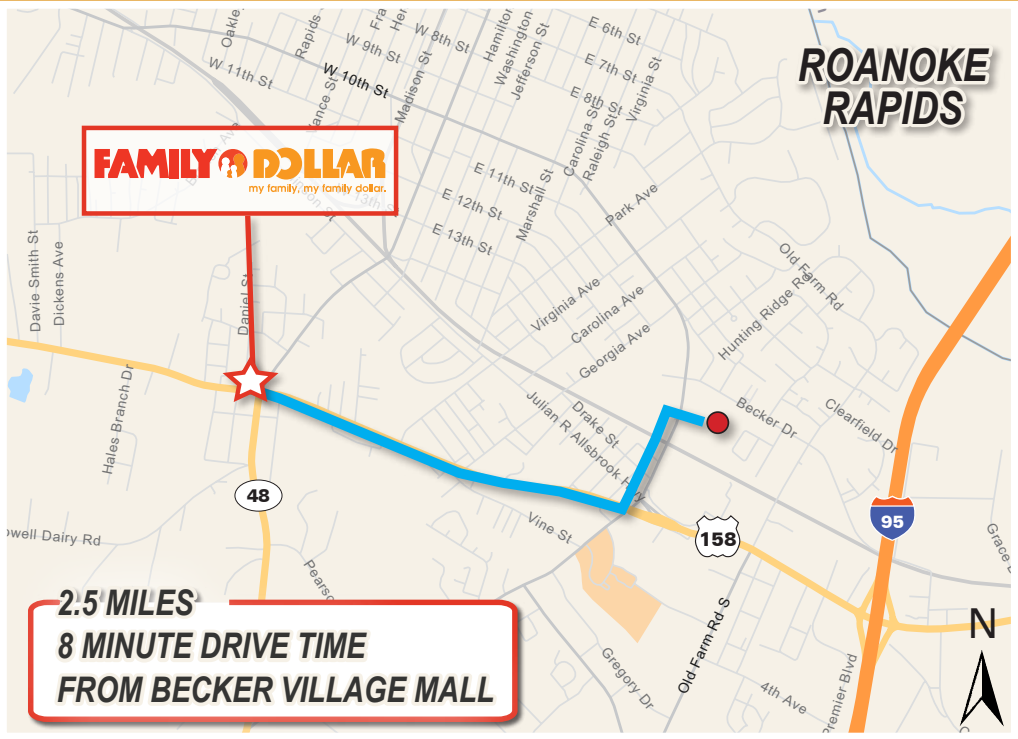 ROANOKE
RAPIDS
FAMILY DOLLAR
my family, my family dollar.
W 8th St
W 9th St
W 10th St
W 11th St
Rapids St
Madison St
Hamilton
Washington
Jefferson St
E 6th St
E 7th St
E 8th St
Virginia St
Carolina St
Raleigh St
E 11th St
E 12th St
E 13th St
Marshall St
Park Ave
Old Farm Rd
Hunting Ridge Rd
Virginia Ave
Carolina Ave
Georgia Ave
Davie Smith St
Dickens Ave
Daniel St
Hales Branch Dr
Drake St
Julian R Allsbrook Hwy
Becker Dr
Clearfield Dr
48
158
95
Vine St
Old Farm Rd S
Gregory Dr
4th Ave
Premier Blvd
N
2.5 MILES
8 MINUTE DRIVE TIME
FROM BECKER VILLAGE MALL